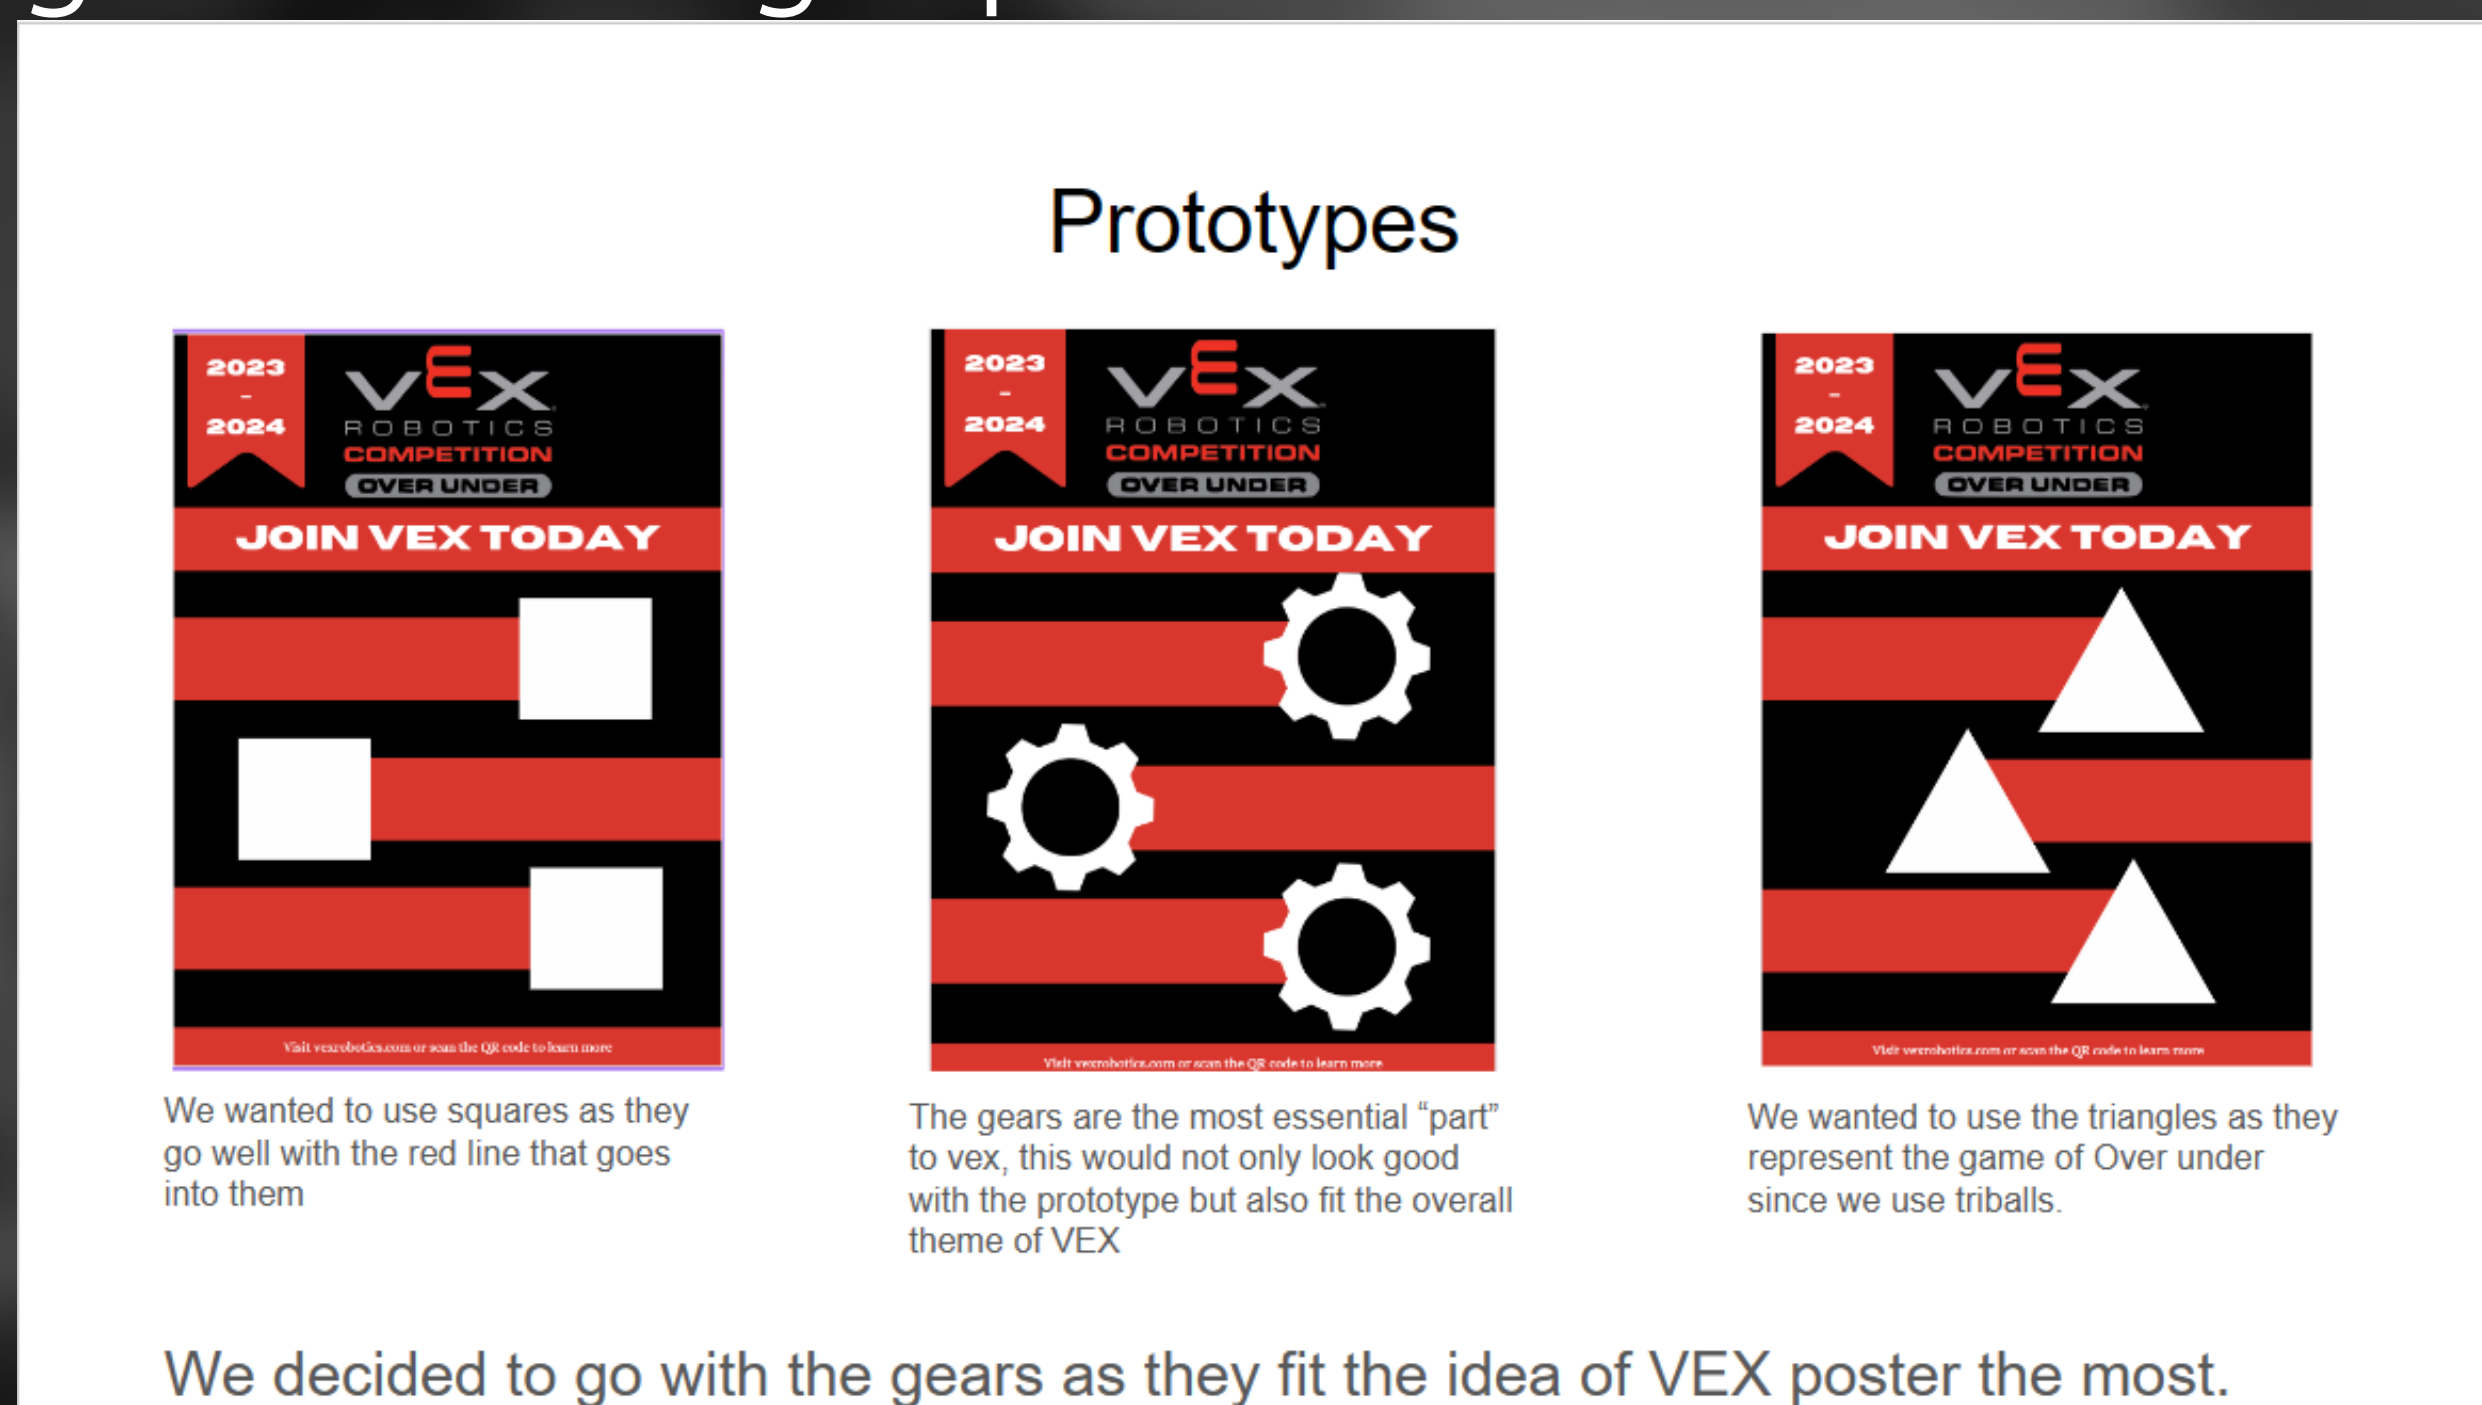 Prototypes
2023
-
2024
VEX
ROBOTICS
COMPETITION
OVER UNDER
JOIN VEX TODAY
Visit vexrobotics.com or scan the QR code to learn more
We wanted to use squares as they
go well with the red line that goes
into them
2023
-
2024
VEX
ROBOTICS
COMPETITION
OVER UNDER
JOIN VEX TODAY
Visit vexrobotics.com or scan the QR code to learn more
The gears are the most essential “part”
to vex, this would not only look good
with the prototype but also fit the overall
theme of VEX
2023
-
2024
VEX
ROBOTICS
COMPETITION
OVER UNDER
JOIN VEX TODAY
Visit vexrobotics.com or scan the QR code to learn more
We wanted to use the triangles as they
represent the game of Over under
since we use triballs.
We decided to go with the gears as they fit the idea of VEX poster the most.